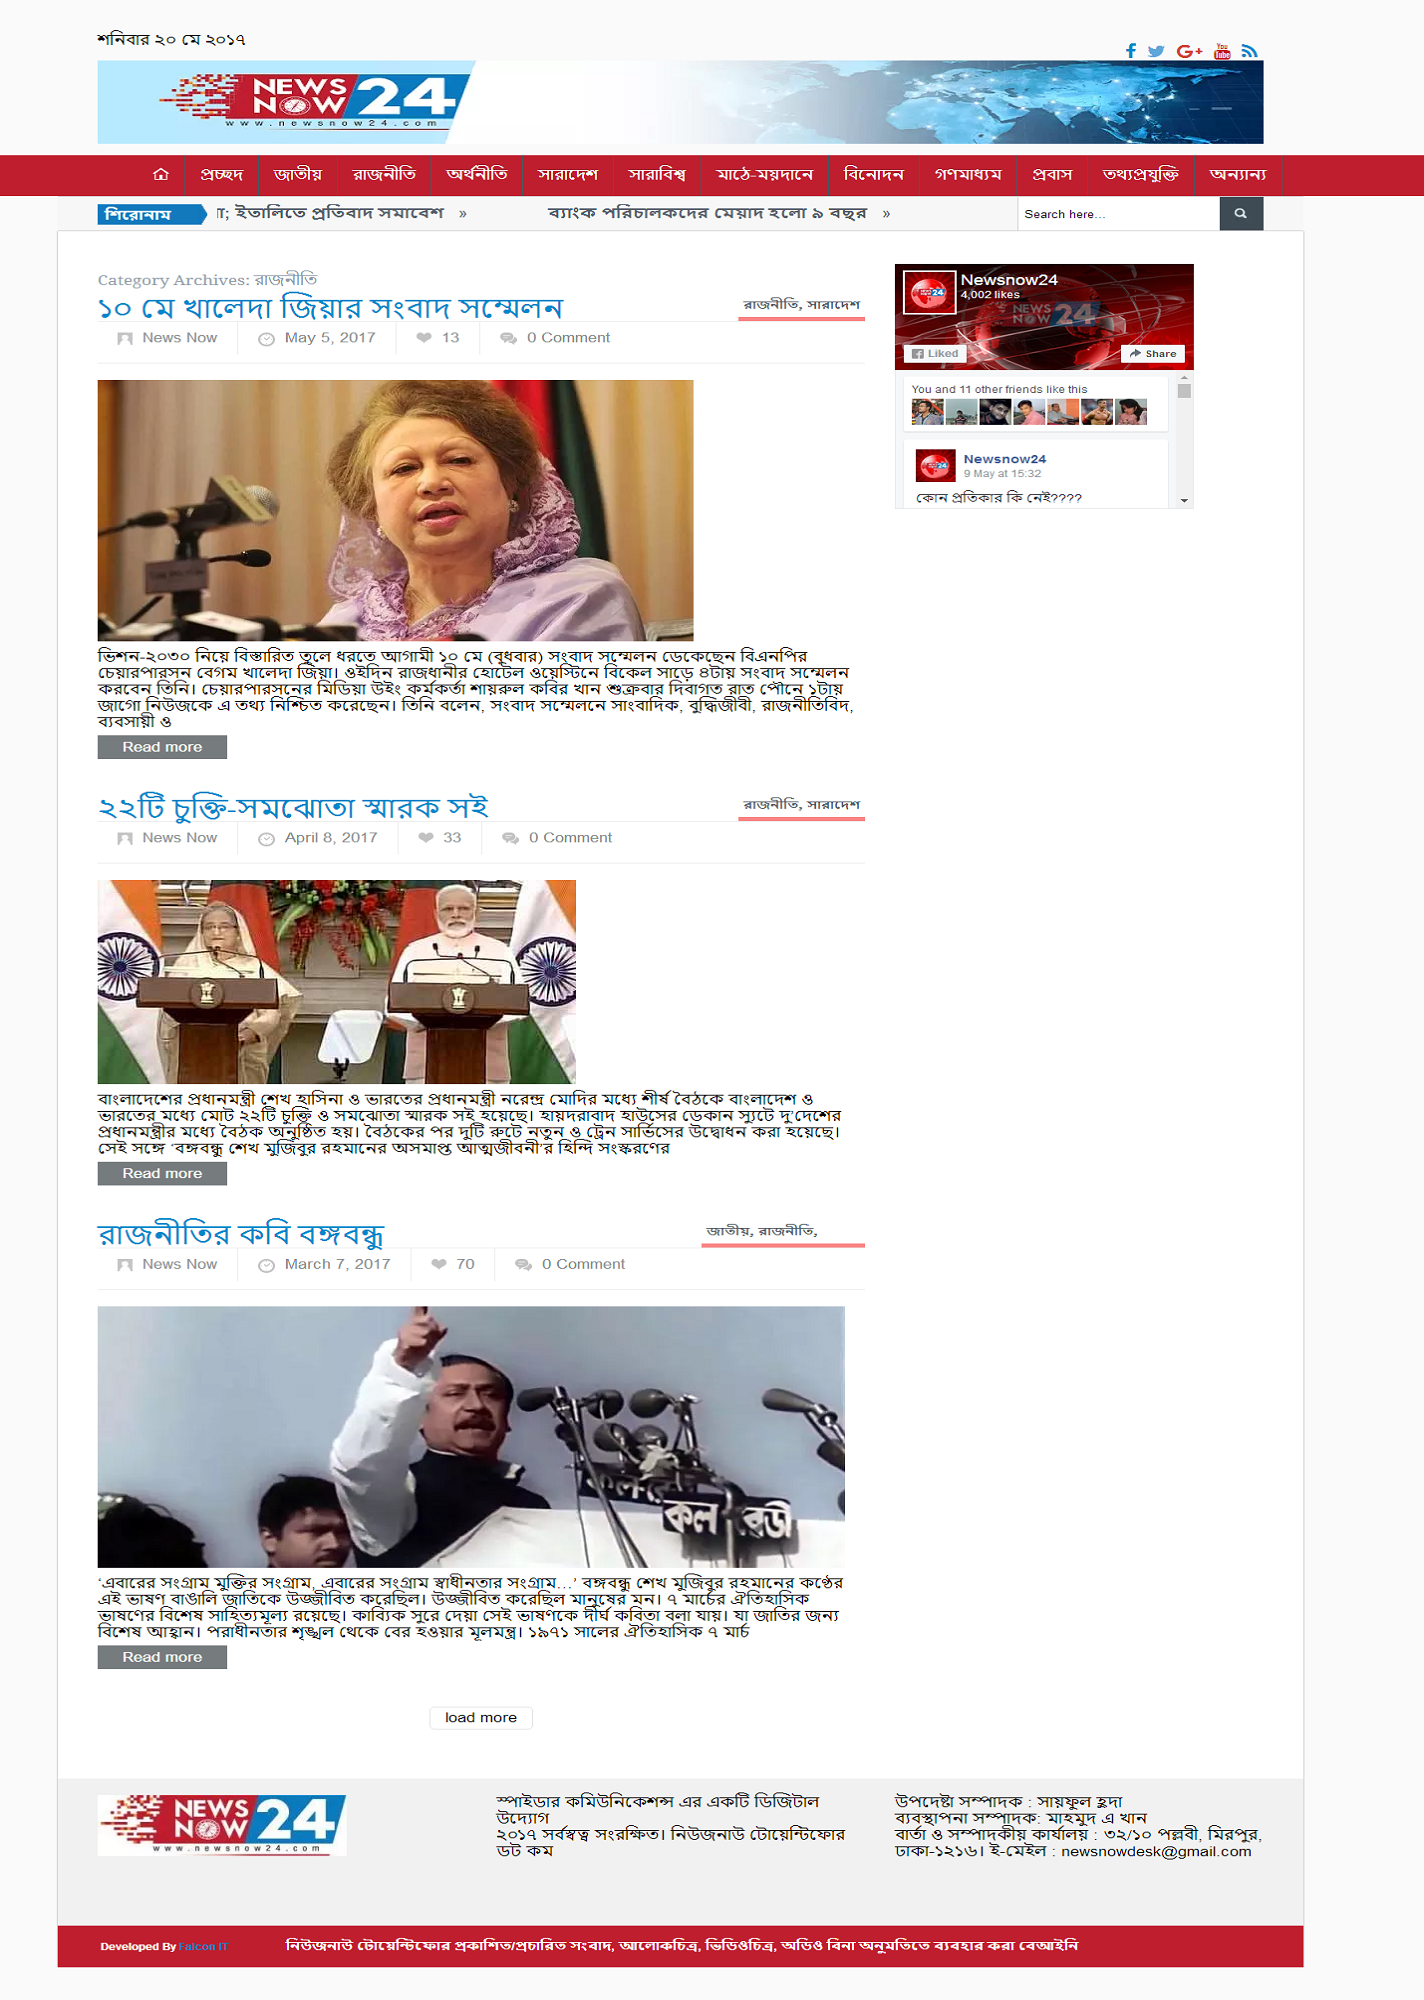 শনিবার ২০ মে ২০১৭
NEWS NOW 24
www.newsnow24.com
প্রচ্ছদ জাতীয় রাজনীতি অর্থনীতি সারাদেশ সারাবিশ্ব মাঠে-ময়দানে বিনোদন গণমাধ্যম প্রবাস তথ্যপ্রযুক্তি অন্যান্য
শিরোনাম া; ইতালিতে প্রতিবাদ সমাবেশ » ব্যাংক পরিচালকদের মেয়াদ হলো ৯ বছর » Search here...
Category Archives: রাজনীতি
১০ মে খালেদা জিয়ার সংবাদ সম্মেলন
রাজনীতি, সারাদেশ
News Now May 5, 2017 13 0 Comment
ভিশন-২০৩০ নিয়ে বিস্তারিত তুলে ধরতে আগামী ১০ মে (বুধবার) সংবাদ সম্মেলন ডেকেছেন বিএনপির
চেয়ারপারসন বেগম খালেদা জিয়া। ওইদিন রাজধানীর হোটেল ওয়েস্টিনে বিকেল সাড়ে ৪টায় সংবাদ সম্মেলন
করবেন তিনি। চেয়ারপারসনের মিডিয়া উইং কর্মকর্তা শায়রুল কবির খান শুক্রবার দিবাগত রাত পৌনে ১টায়
জাগো নিউজকে এ তথ্য নিশ্চিত করেছেন। তিনি বলেন, সংবাদ সম্মেলনে সাংবাদিক, বুদ্ধিজীবী, রাজনীতিবিদ,
ব্যবসায়ী ও
Read more
২২টি চুক্তি-সমঝোতা স্মারক সই
রাজনীতি, সারাদেশ
News Now April 8, 2017 33 0 Comment
বাংলাদেশের প্রধানমন্ত্রী শেখ হাসিনা ও ভারতের প্রধানমন্ত্রী নরেন্দ্র মোদির মধ্যে শীর্ষ বৈঠকে বাংলাদেশ ও
ভারতের মধ্যে মোট ২২টি চুক্তি ও সমঝোতা স্মারক সই হয়েছে। হায়দরাবাদ হাউসের ডেকান স্যুটে দু’দেশের
প্রধানমন্ত্রীর মধ্যে বৈঠক অনুষ্ঠিত হয়। বৈঠকের পর দুটি রুটে নতুন ও ট্রেন সার্ভিসের উদ্বোধন করা হয়েছে।
সেই সঙ্গে ‘বঙ্গবন্ধু শেখ মুজিবুর রহমানের অসমাপ্ত আত্মজীবনী’র হিন্দি সংস্করণের
Read more
রাজনীতির কবি বঙ্গবন্ধু
জাতীয়, রাজনীতি,
News Now March 7, 2017 70 0 Comment
কল রেডী
‘এবারের সংগ্রাম মুক্তির সংগ্রাম, এবারের সংগ্রাম স্বাধীনতার সংগ্রাম…’ বঙ্গবন্ধু শেখ মুজিবুর রহমানের কণ্ঠের
এই ভাষণ বাঙালি জাতিকে উজ্জীবিত করেছিল। উজ্জীবিত করেছিল মানুষের মন। ৭ মার্চের ঐতিহাসিক
ভাষণের বিশেষ সাহিত্যমূল্য রয়েছে। কাব্যিক সুরে দেয়া সেই ভাষণকে দীর্ঘ কবিতা বলা যায়। যা জাতির জন্য
বিশেষ আহ্বান। পরাধীনতার শৃঙ্খল থেকে বের হওয়ার মূলমন্ত্র। ১৯৭১ সালের ঐতিহাসিক ৭ মার্চ
Read more
load more
Newsnow24
4,002 likes
NEWS NOW 24
Liked Share
You and 11 other friends like this
Newsnow24
9 May at 15:32
কোন প্রতিকার কি নেই????
NEWS NOW 24
www.newsnow24.com
স্পাইডার কমিউনিকেশন্স এর একটি ডিজিটাল
উদ্যোগ
২০১৭ সর্বস্বত্ব সংরক্ষিত। নিউজনাউ টোয়েন্টিফোর
ডট কম
উপদেষ্টা সম্পাদক : সায়ফুল হুদা
ব্যবস্থাপনা সম্পাদক: মাহমুদ এ খান
বার্তা ও সম্পাদকীয় কার্যালয় : ৩২/১০ পল্লবী, মিরপুর,
ঢাকা-১২১৬। ই-মেইল : newsnowdesk@gmail.com
Developed By Falcon IT নিউজনাউ টোয়েন্টিফোর প্রকাশিত/প্রচারিত সংবাদ, আলোকচিত্র, ভিডিওচিত্র, অডিও বিনা অনুমতিতে ব্যবহার করা বেআইনি